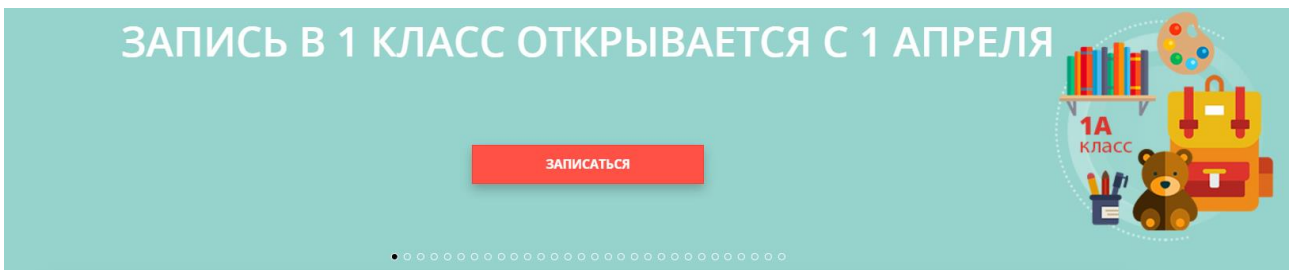 ЗАПИСЬ В 1 КЛАСС ОТКРЫВАЕТСЯ С 1 АПРЕЛЯ
1А
класс
ЗАПИСАТЬСЯ